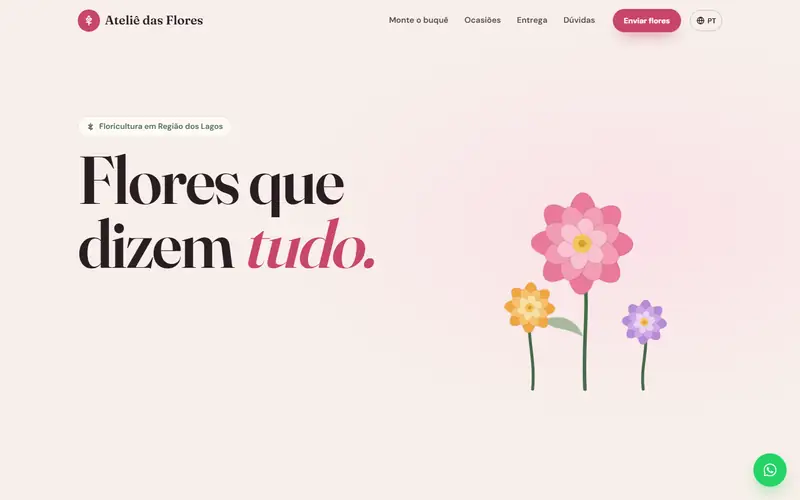 Ateliê das Flores
Monte o buquê
Ocasiões
Entrega
Dúvidas
Enviar flores
PT
Floricultura em Região dos Lagos
Flores que
dizem tudo.